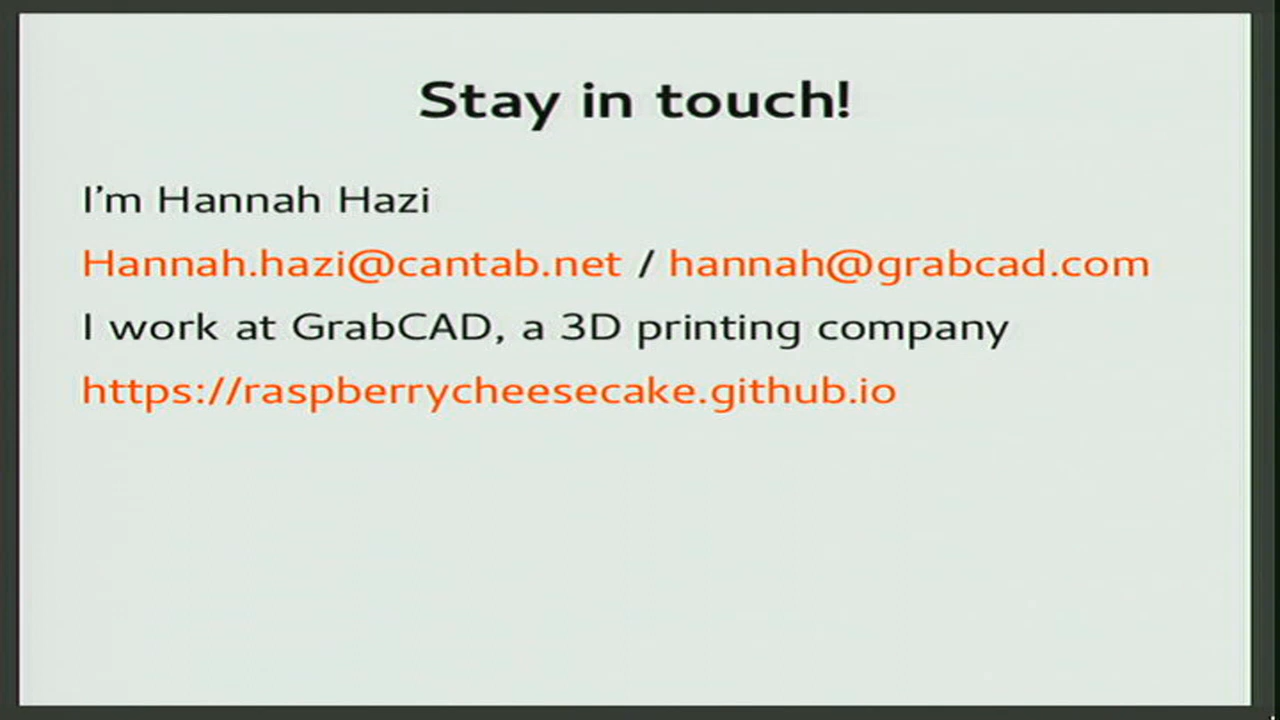 Stay in touch!
I'm Hannah Hazi
Hannah.hazi@cantab.net / hannah@grabcad.com
I work at GrabCAD, a 3D printing company
https://raspberrycheesecake.github.io